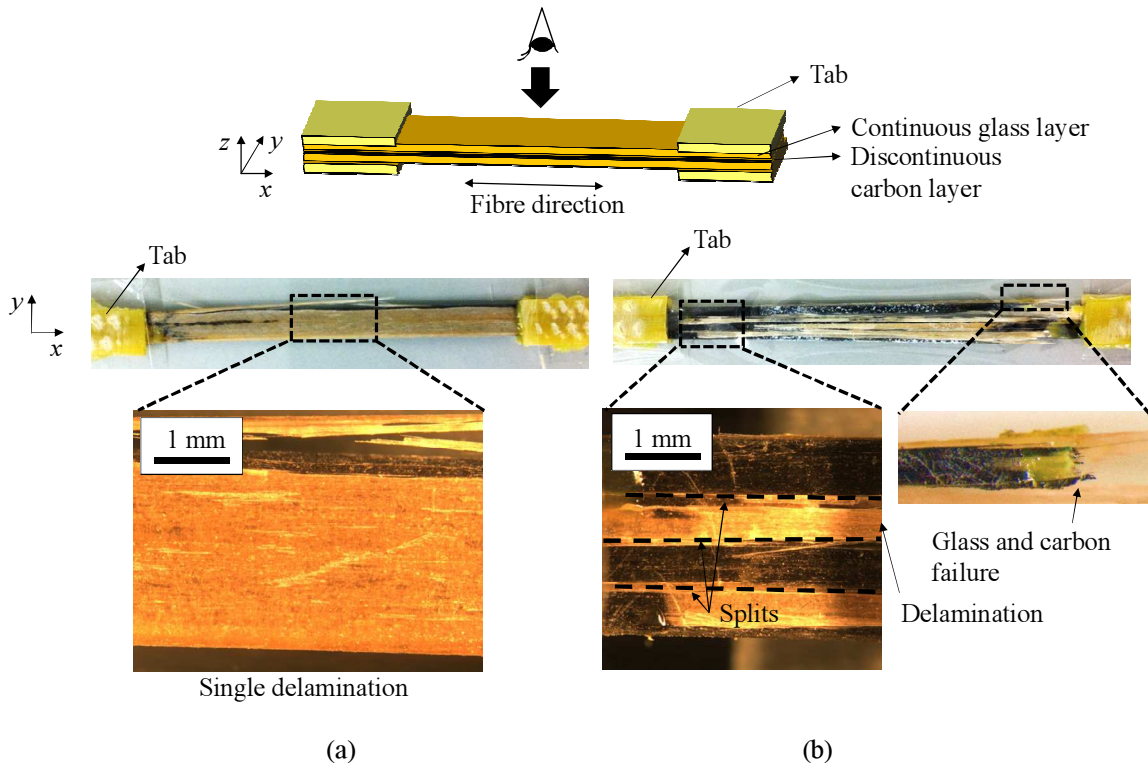 Tab
Continuous glass layer
Discontinuous
carbon layer
z
y
x
Fibre direction
Tab
Tab
y
x
1 mm
1 mm
Glass and carbon
failure
Splits
Delamination
Single delamination
(a)
(b)